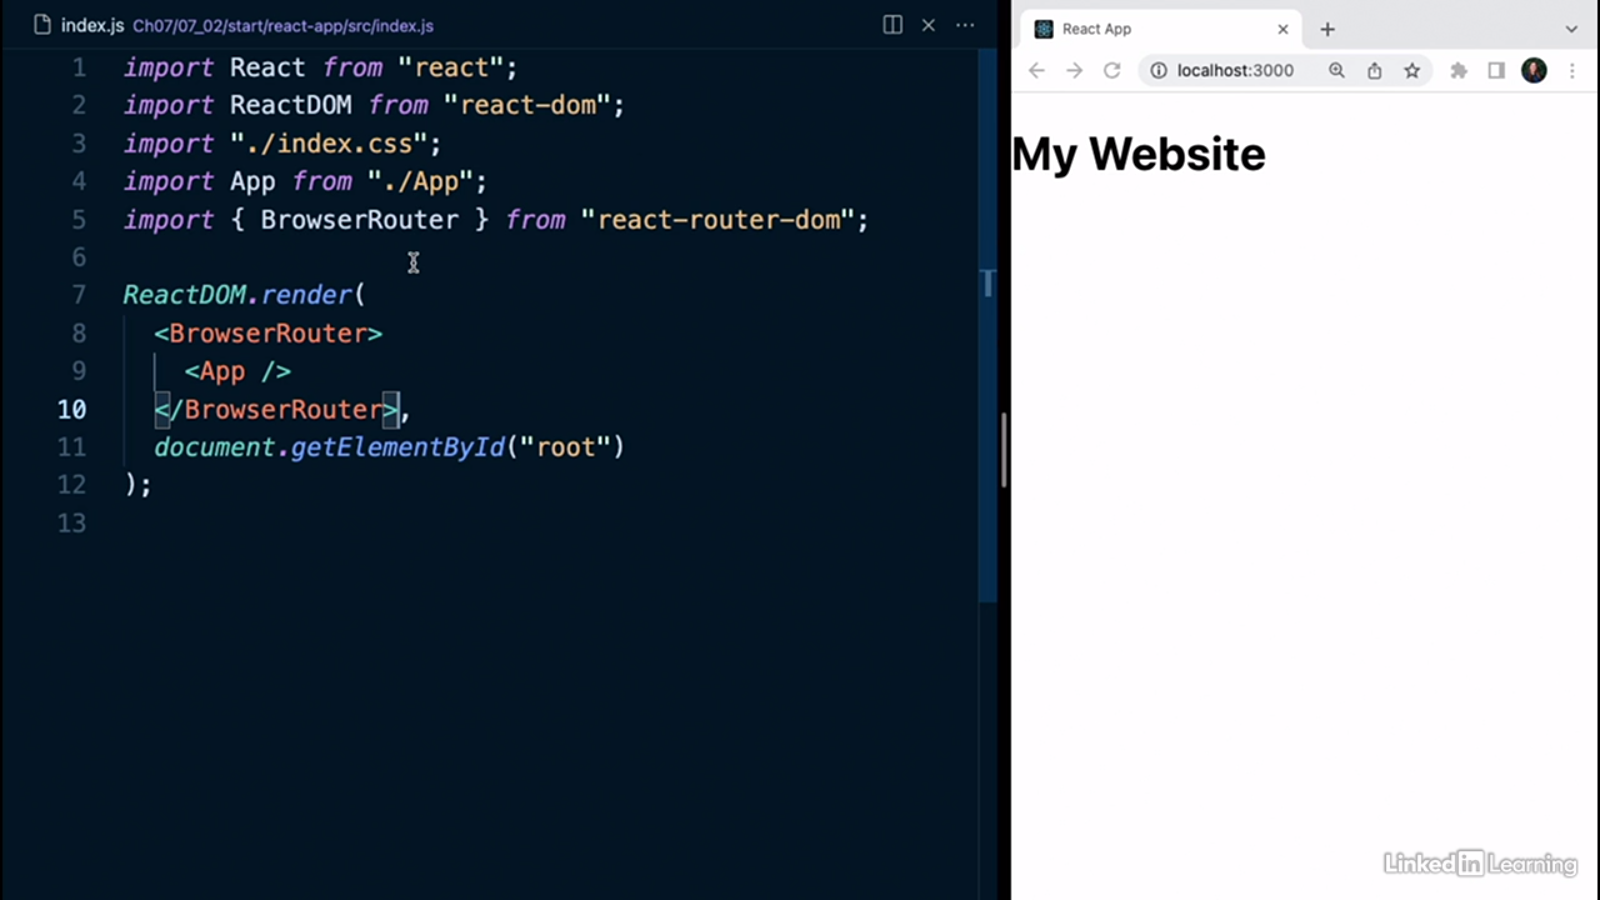 index.js Ch07/07_02/start/react-app/src/index.js
1 import React from "react";
2 import ReactDOM from "react-dom";
3 import "./index.css";
4 import App from "./App";
5 import { BrowserRouter } from "react-router-dom";
6
7 ReactDOM.render(
8 <BrowserRouter>
9 <App />
10 </BrowserRouter>,
11 document.getElementById("root")
12 );
13
React App
localhost:3000
My Website
LinkedIn Learning